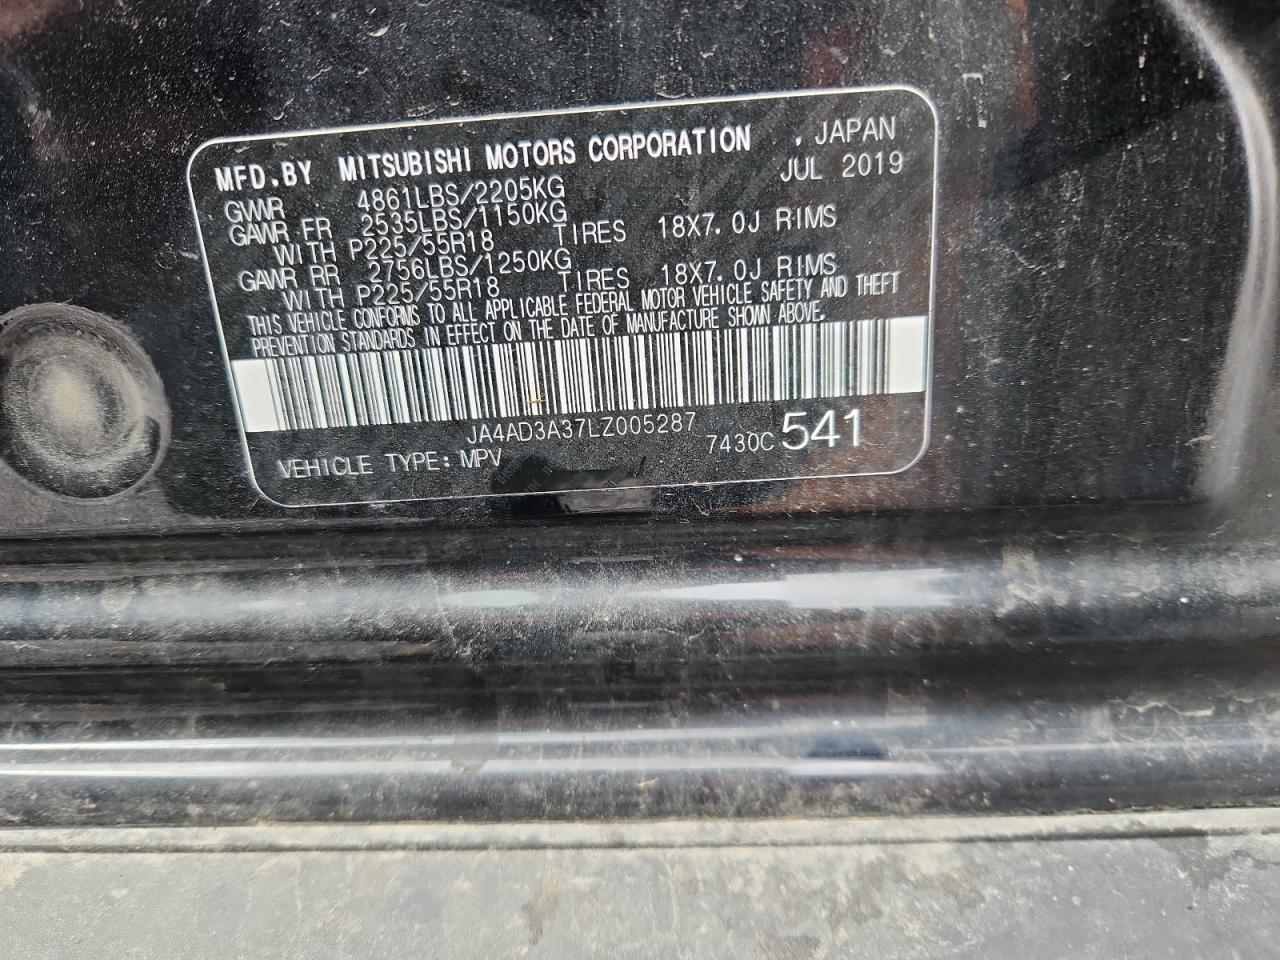 MFD.BY MITSUBISHI MOTORS CORPORATION , JAPAN
JUL 2019
GVWR 4861LBS/2205KG
GAWR FR 2535LBS/1150KG
WITH P225/55R18 TIRES 18X7.0J RIMS
GAWR RR 2756LBS/1250KG
WITH P225/55R18 TIRES 18X7.0J RIMS
THIS VEHICLE CONFORMS TO ALL APPLICABLE FEDERAL MOTOR VEHICLE SAFETY AND THEFT
PREVENTION STANDARDS IN EFFECT ON THE DATE OF MANUFACTURE SHOWN ABOVE.
JA4AD3A37LZ005287
VEHICLE TYPE: MPV 7430C 541